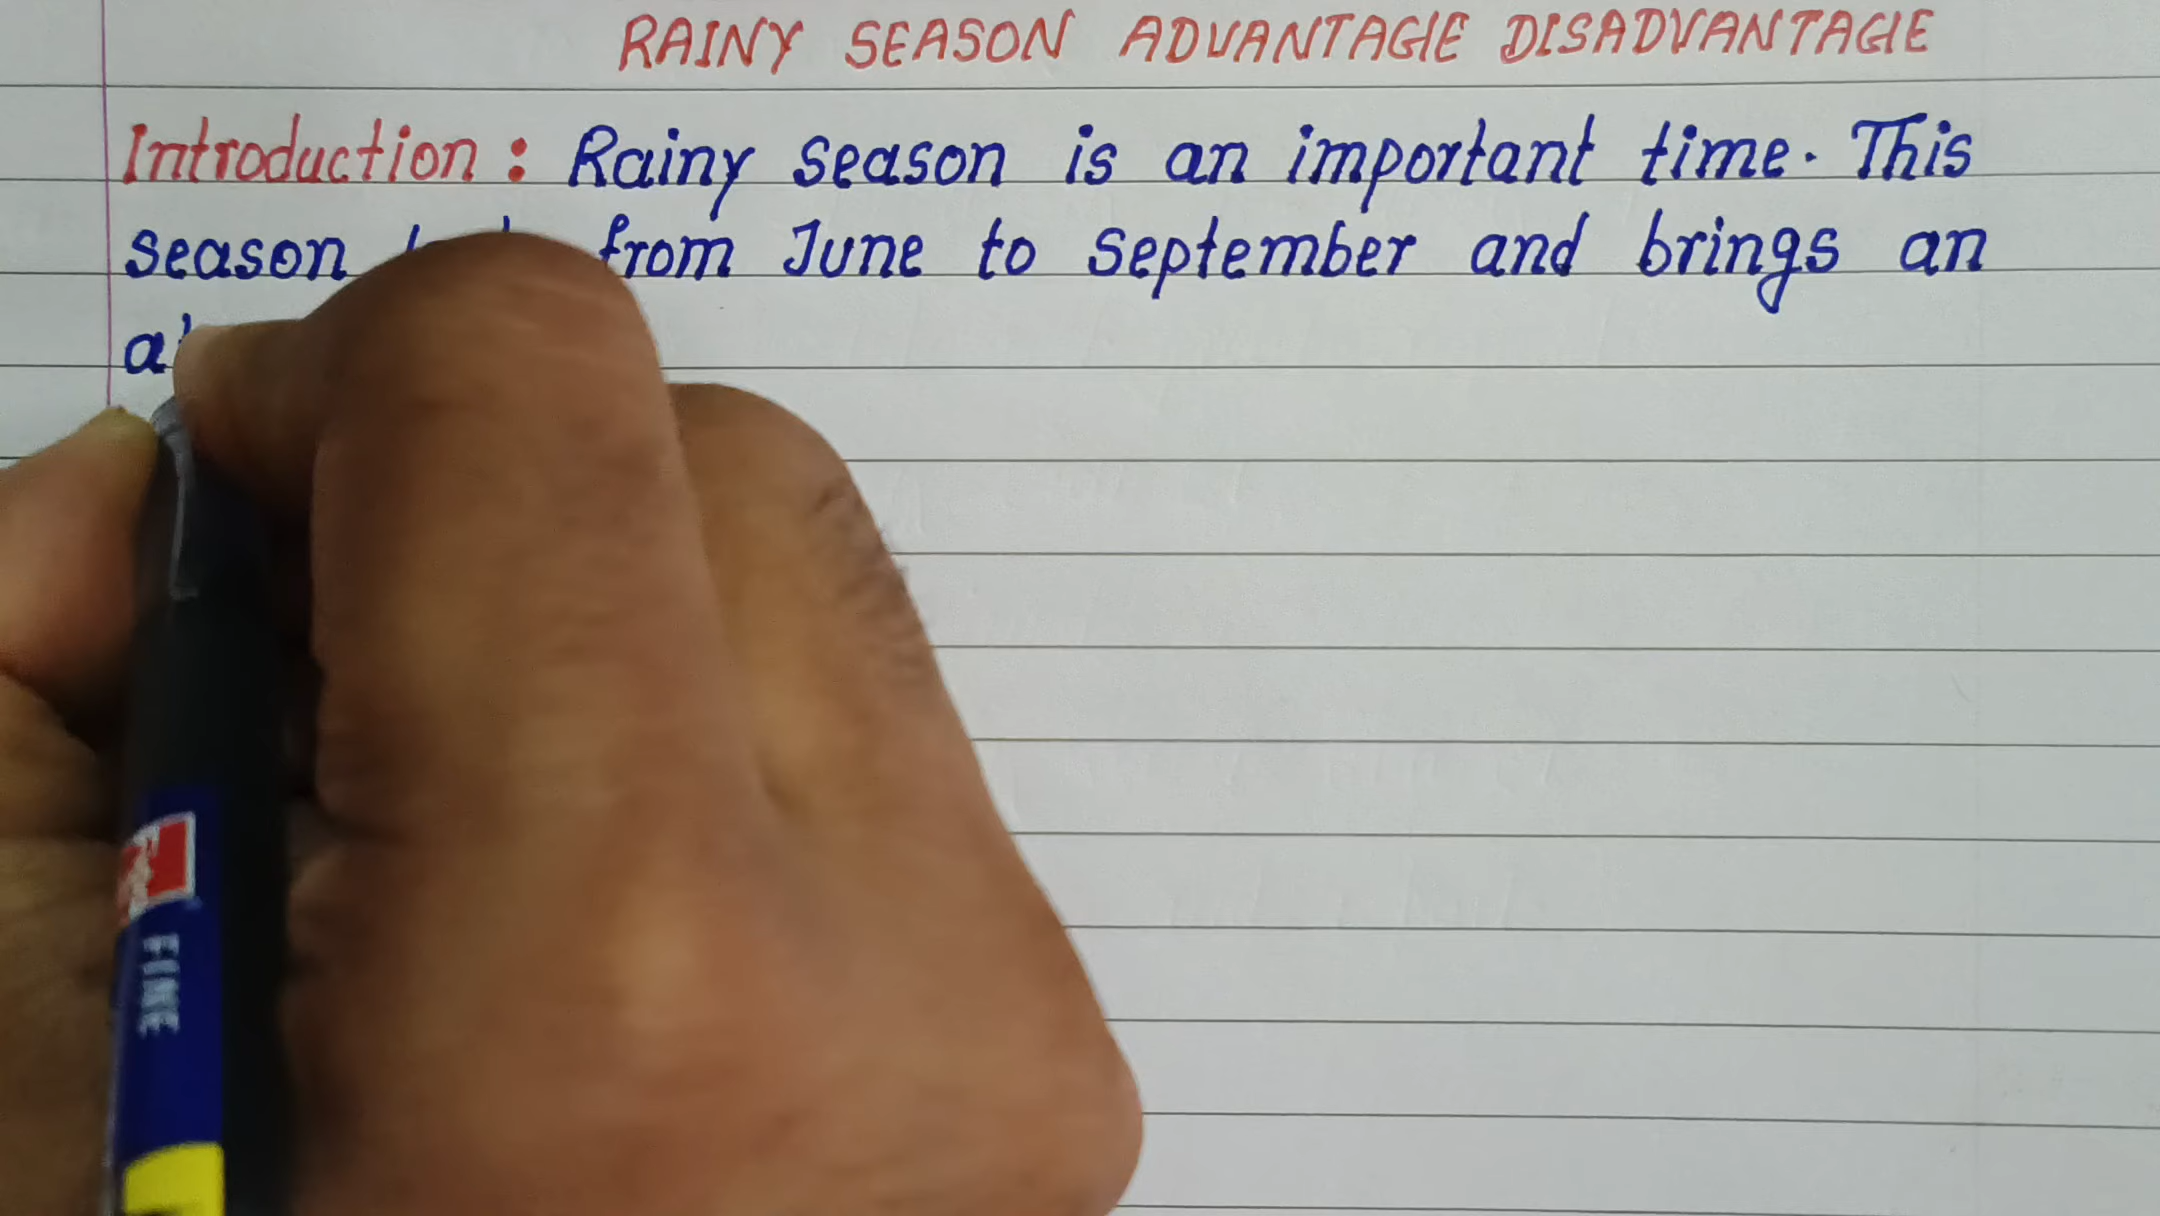 RAINY SEASON ADVANTAGE DISADVANTAGE
Introduction : Rainy season is an important time. This
season from June to September and brings an
FINE